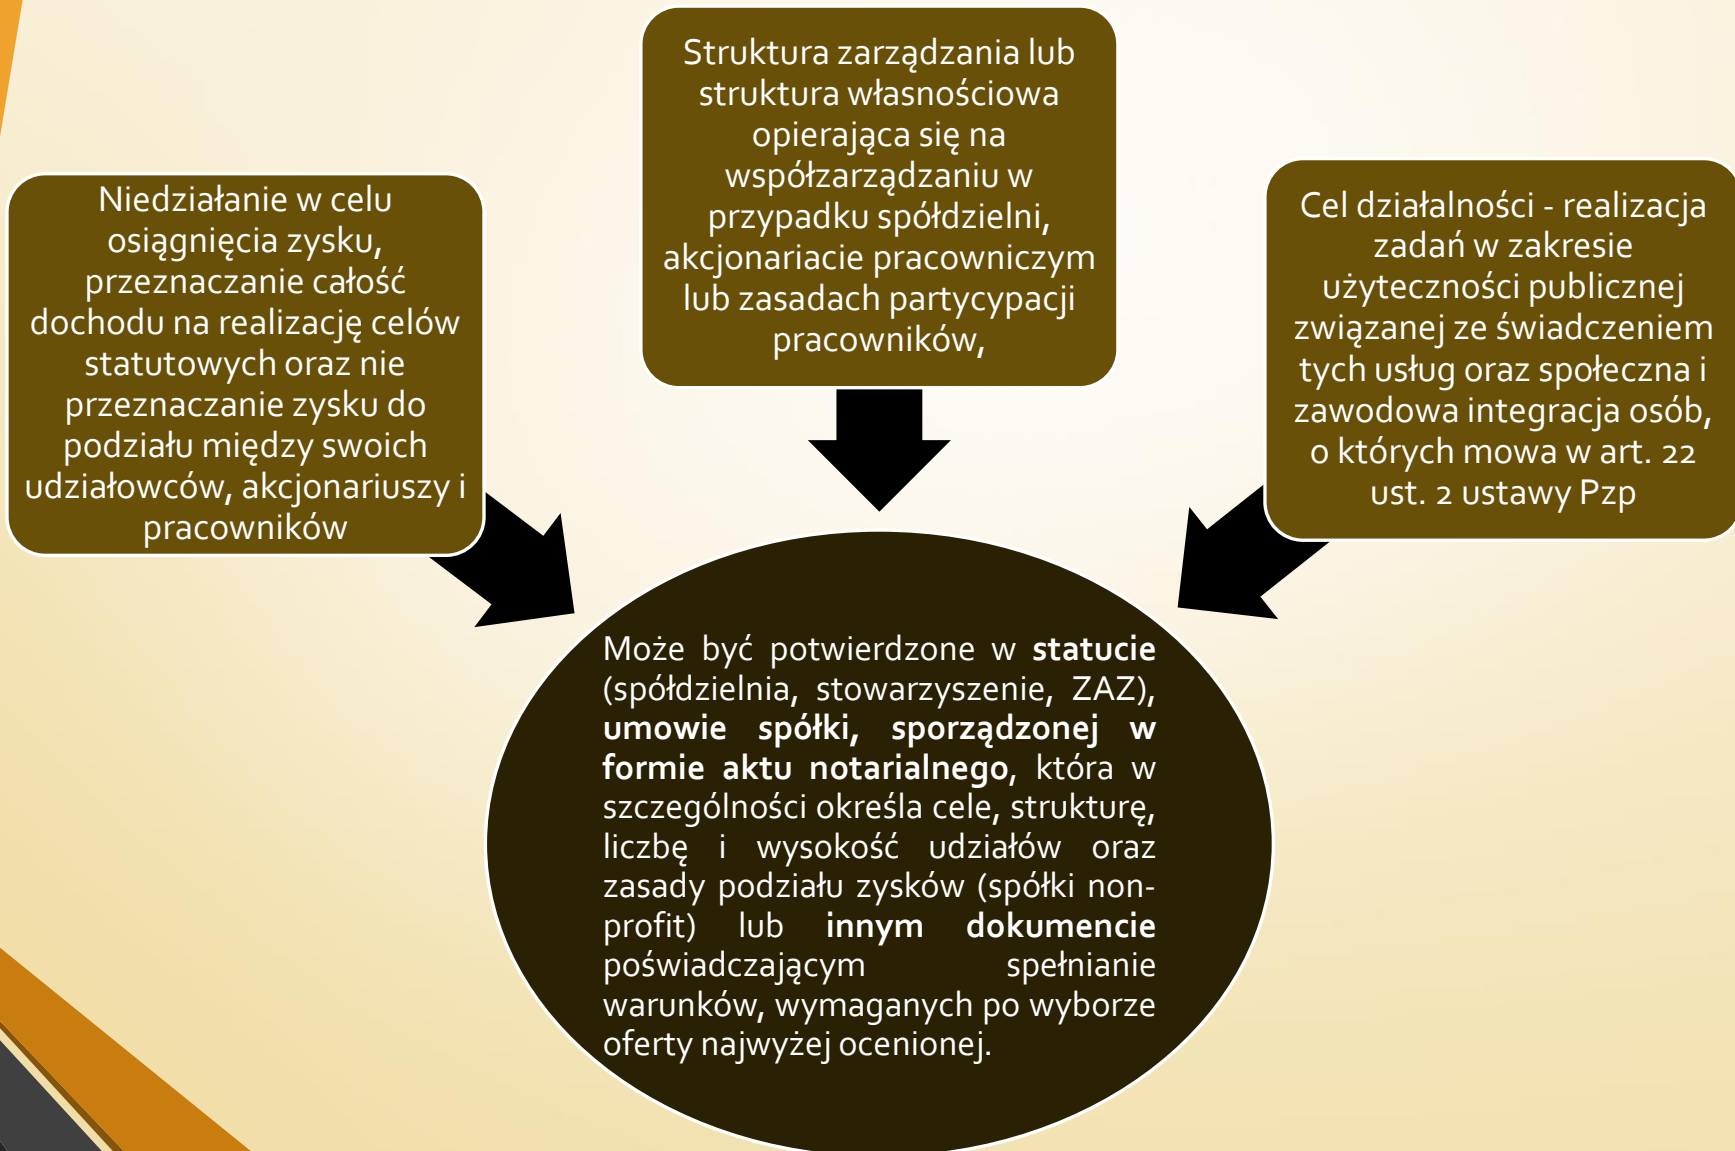 Struktura zarządzania lub
struktura własnościowa
opierająca się na
współzarządzaniu w
przypadku spółdzielni,
akcjonariacie pracowniczym
lub zasadach partycypacji
pracowników,
Niedziałanie w celu
osiągnięcia zysku,
przeznaczanie całość
dochodu na realizację celów
statutowych oraz nie
przeznaczanie zysku do
podziału między swoich
udziałowców, akcjonariuszy i
pracowników
Cel działalności - realizacja
zadań w zakresie
użyteczności publicznej
związanej ze świadczeniem
tych usług oraz społeczna i
zawodowa integracja osób,
o których mowa w art. 22
ust. 2 ustawy Pzp
Może być potwierdzone w statucie
(spółdzielnia, stowarzyszenie, ZAZ),
umowie spółki, sporządzonej w
formie aktu notarialnego, która w
szczególności określa cele, strukturę,
liczbę i wysokość udziałów oraz
zasady podziału zysków (spółki non-
profit) lub innym dokumencie
poświadczającym spełnianie
warunków, wymaganych po wyborze
oferty najwyżej ocenionej.